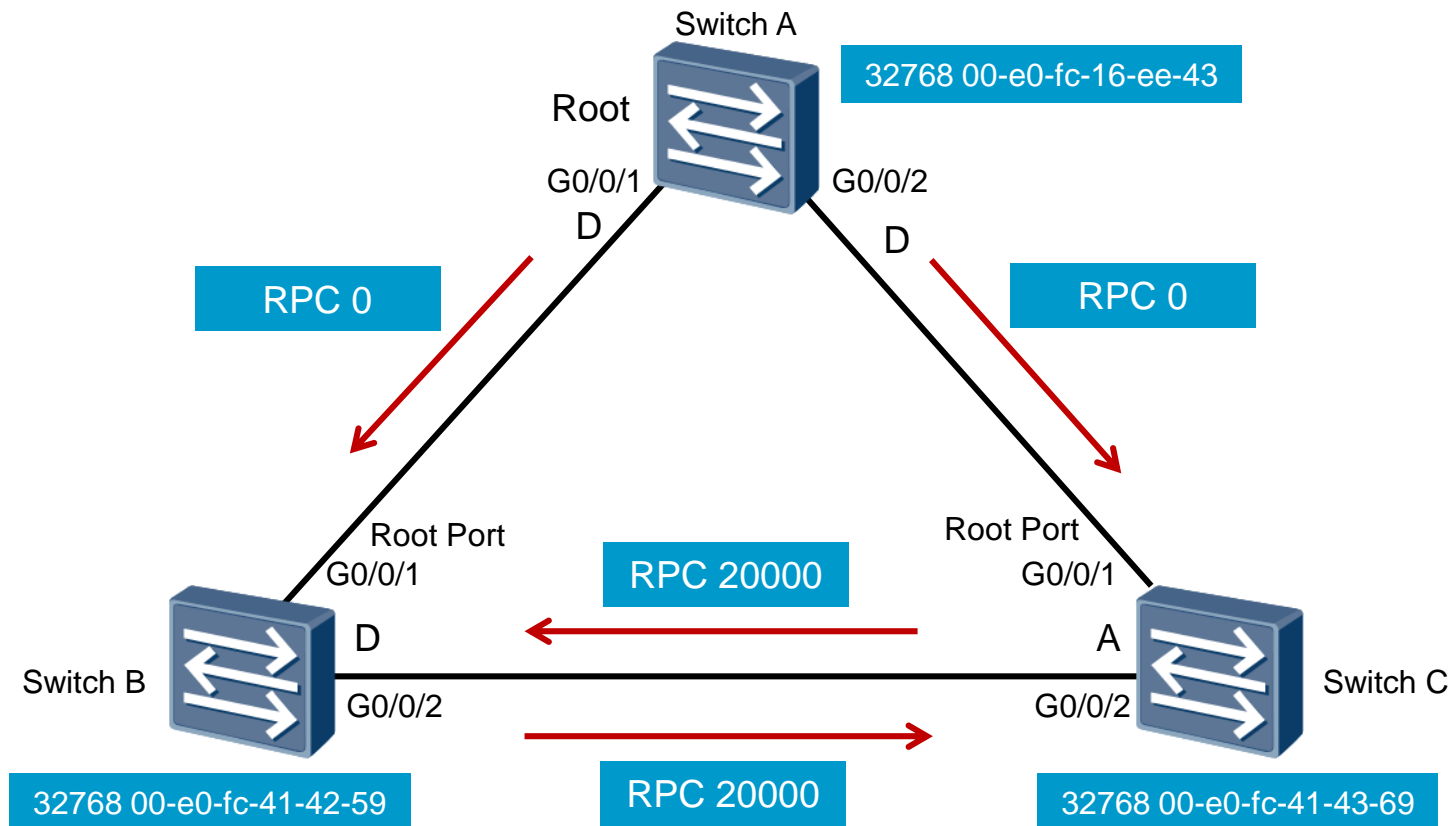 Switch A
32768 00-e0-fc-16-ee-43
Root
G0/0/1
G0/0/2
D
D
RPC 0
RPC 0
Root Port
Root Port
G0/0/1
RPC 20000
G0/0/1
D
A
Switch B
Switch C
G0/0/2
G0/0/2
32768 00-e0-fc-41-42-59
RPC 20000
32768 00-e0-fc-41-43-69